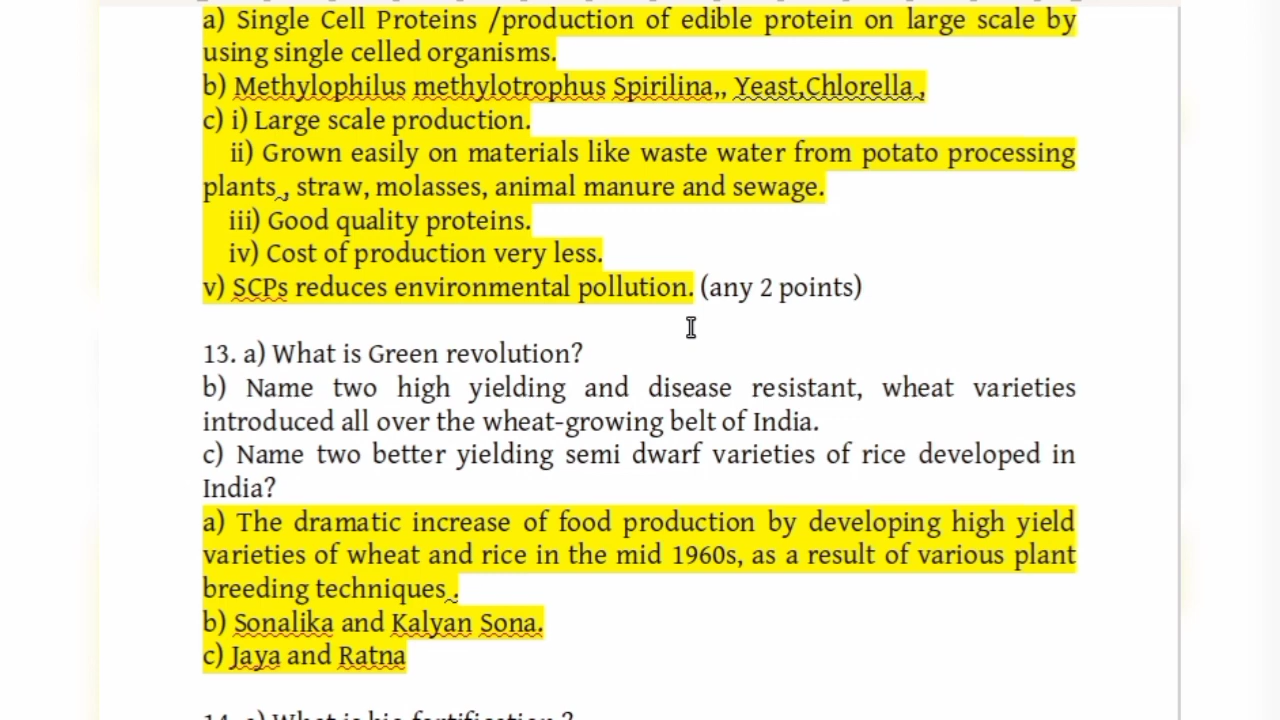 a) Single Cell Proteins /production of edible protein on large scale by
using single celled organisms.
b) Methylophilus methylotrophus Spirilina,, Yeast,Chlorella ,
c) i) Large scale production.
ii) Grown easily on materials like waste water from potato processing
plants , straw, molasses, animal manure and sewage.
iii) Good quality proteins.
iv) Cost of production very less.
v) SCPs reduces environmental pollution. (any 2 points)
13. a) What is Green revolution?
b) Name two high yielding and disease resistant, wheat varieties
introduced all over the wheat-growing belt of India.
c) Name two better yielding semi dwarf varieties of rice developed in
India?
a) The dramatic increase of food production by developing high yield
varieties of wheat and rice in the mid 1960s, as a result of various plant
breeding techniques .
b) Sonalika and Kalyan Sona.
c) Jaya and Ratna
14. a) What is bio fortification ?